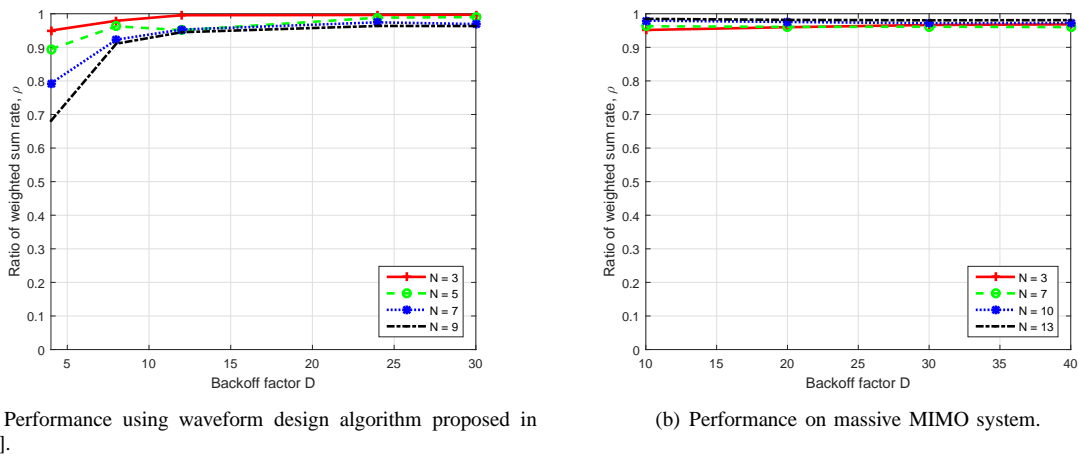 1
0.9
0.8
0.7
0.6
0.5
0.4
0.3
0.2
0.1
0
Ratio of weighted sum rate, ρ
5 10 15 20 25 30
Backoff factor D
N = 3
N = 5
N = 7
N = 9
Performance using waveform design algorithm proposed in
].
1
0.9
0.8
0.7
0.6
0.5
0.4
0.3
0.2
0.1
0
Ratio of weighted sum rate, ρ
10 15 20 25 30 35 40
Backoff factor D
N = 3
N = 7
N = 10
N = 13
(b) Performance on massive MIMO system.